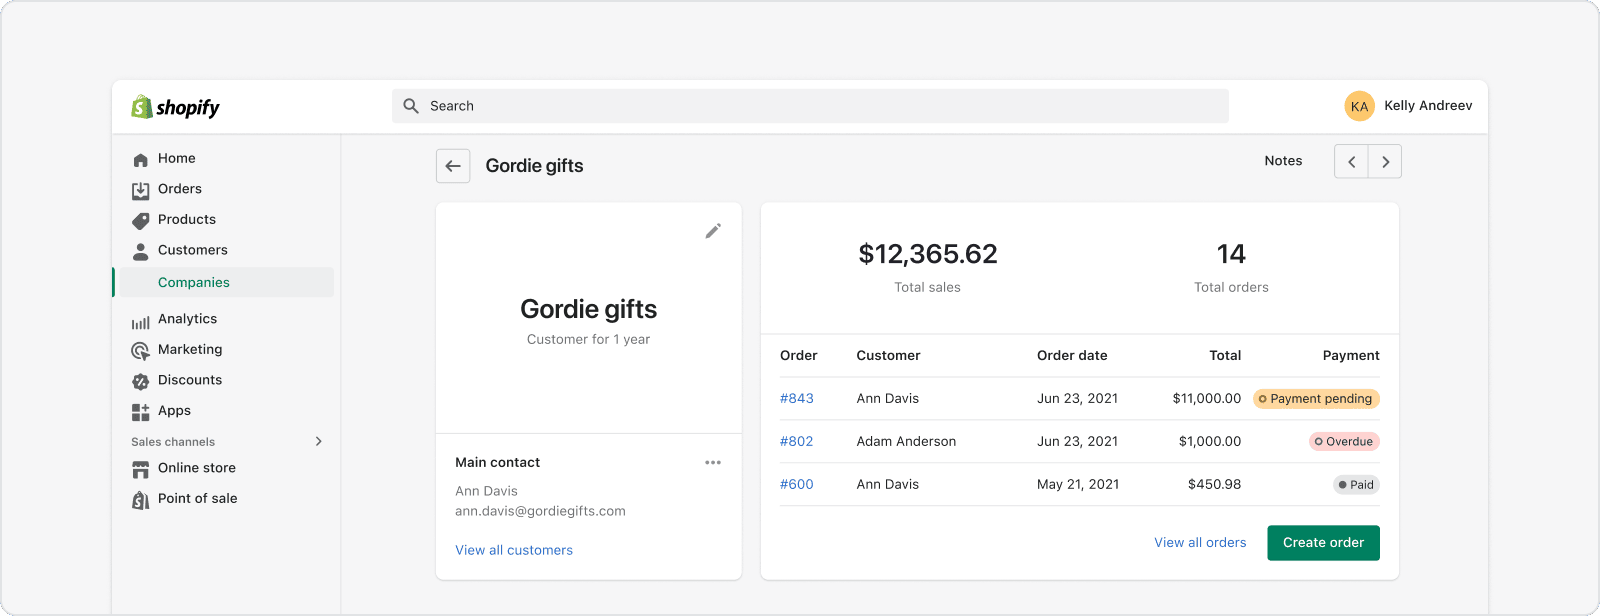 shopify
Search
KA
Kelly Andreev
Home
Orders
Products
Customers
Companies
Analytics
Marketing
Discounts
Apps
Sales channels
Online store
Point of sale
Gordie gifts
Notes
Gordie gifts
Customer for 1 year
Main contact
Ann Davis
ann.davis@gordiegifts.com
View all customers
$12,365.62 14
Total sales Total orders
Order Customer Order date Total Payment
#843 Ann Davis Jun 23, 2021 $11,000.00 Payment pending
#802 Adam Anderson Jun 23, 2021 $1,000.00 Overdue
#600 Ann Davis May 21, 2021 $450.98 Paid
View all orders Create order